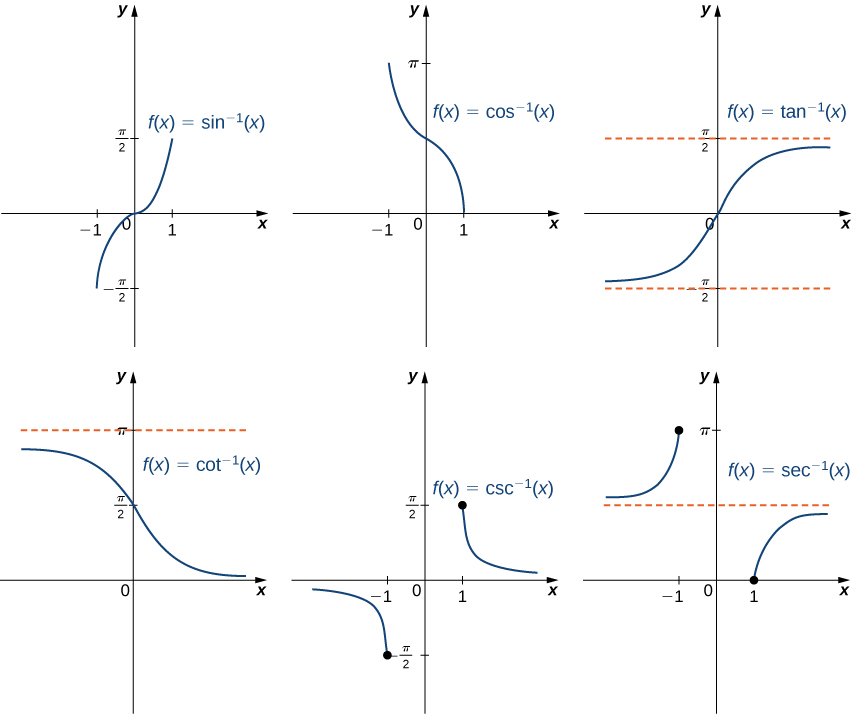 y
f(x) = sin⁻¹(x)
π/2
−1
0
1
x
−π/2
y
π
f(x) = cos⁻¹(x)
−1
0
1
x
y
f(x) = tan⁻¹(x)
π/2
0
x
−π/2
y
π
f(x) = cot⁻¹(x)
π/2
0
x
y
f(x) = csc⁻¹(x)
π/2
−1
0
1
x
−π/2
y
π
f(x) = sec⁻¹(x)
−1
0
1
x